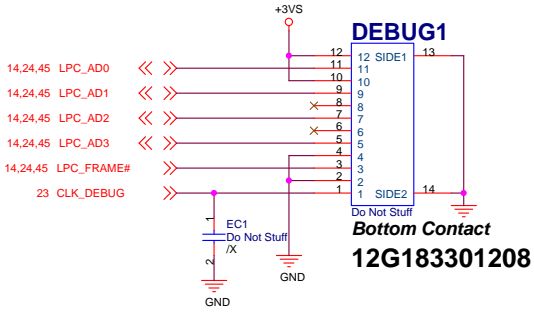 +3VS
DEBUG1
12 12 SIDE1 13
14,24,45 LPC_AD0 11 11
10 10
14,24,45 LPC_AD1 9 9
8 8
14,24,45 LPC_AD2 7 7
6 6
14,24,45 LPC_AD3 5 5
4 4
14,24,45 LPC_FRAME# 3 3
2 2
23 CLK_DEBUG 1 1 SIDE2 14
Do Not Stuff
Bottom Contact
12G183301208
1
EC1
Do Not Stuff
/X
2
GND
GND